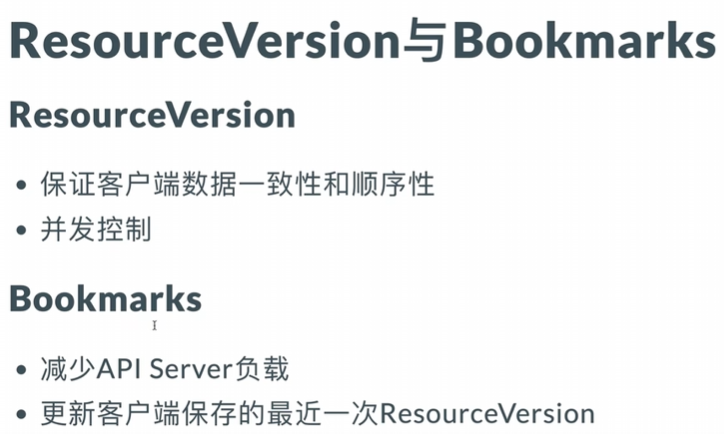 ResourceVersion与Bookmarks
ResourceVersion
• 保证客户端数据一致性和顺序性
• 并发控制
Bookmarks
• 减少API Server负载
• 更新客户端保存的最近一次ResourceVersion